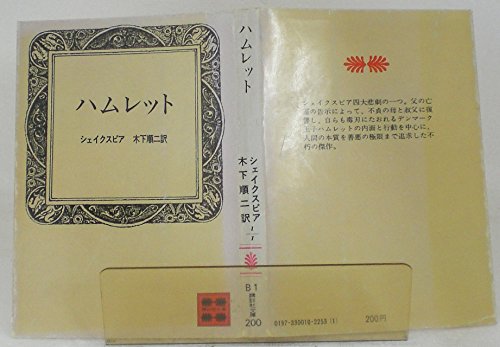 ハムレット
シェイクスピア 木下順二訳
ハムレット
シェイクスピア
木下順二訳
1
1
B1
講談社文庫
200
シェイクスピア四大悲劇の一つ。父の亡
霊の告示によって、不貞の母と叔父に復
讐し、自らも毒刃にたおれるデンマーク
王子ハムレットの内面と行動を中心に、
人間の本質を善悪の極限まで追求した不
朽の傑作。
0197-330010-2253 (1)
200円